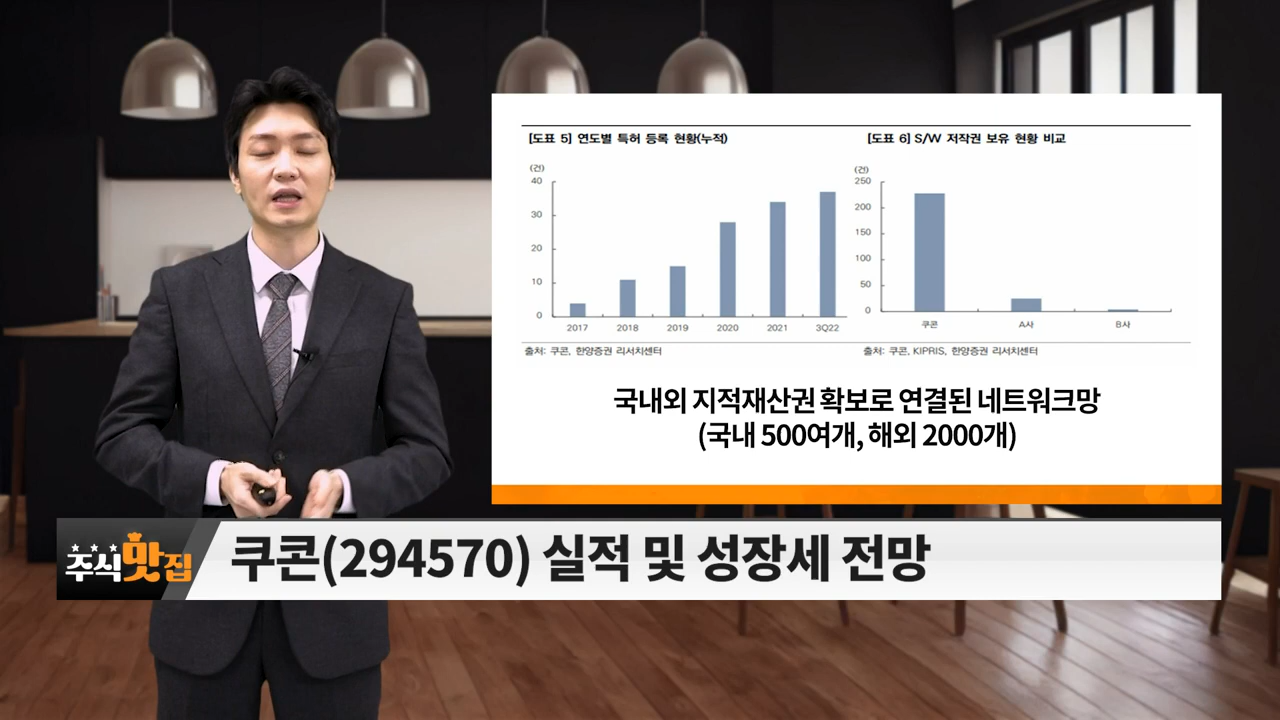 [도표 5] 연도별 특허 등록 현황(누적)
(건)
40
30
20
10
0
2017 2018 2019 2020 2021 3Q22
출처: 쿠콘, 한양증권 리서치센터
[도표 6] S/W 저작권 보유 현황 비교
(건)
250
200
150
100
50
0
쿠콘 A사 B사
출처: 쿠콘, KIPRIS, 한양증권 리서치센터
국내외 지적재산권 확보로 연결된 네트워크망
(국내 500여개, 해외 2000개)
주식맛집
쿠콘(294570) 실적 및 성장세 전망